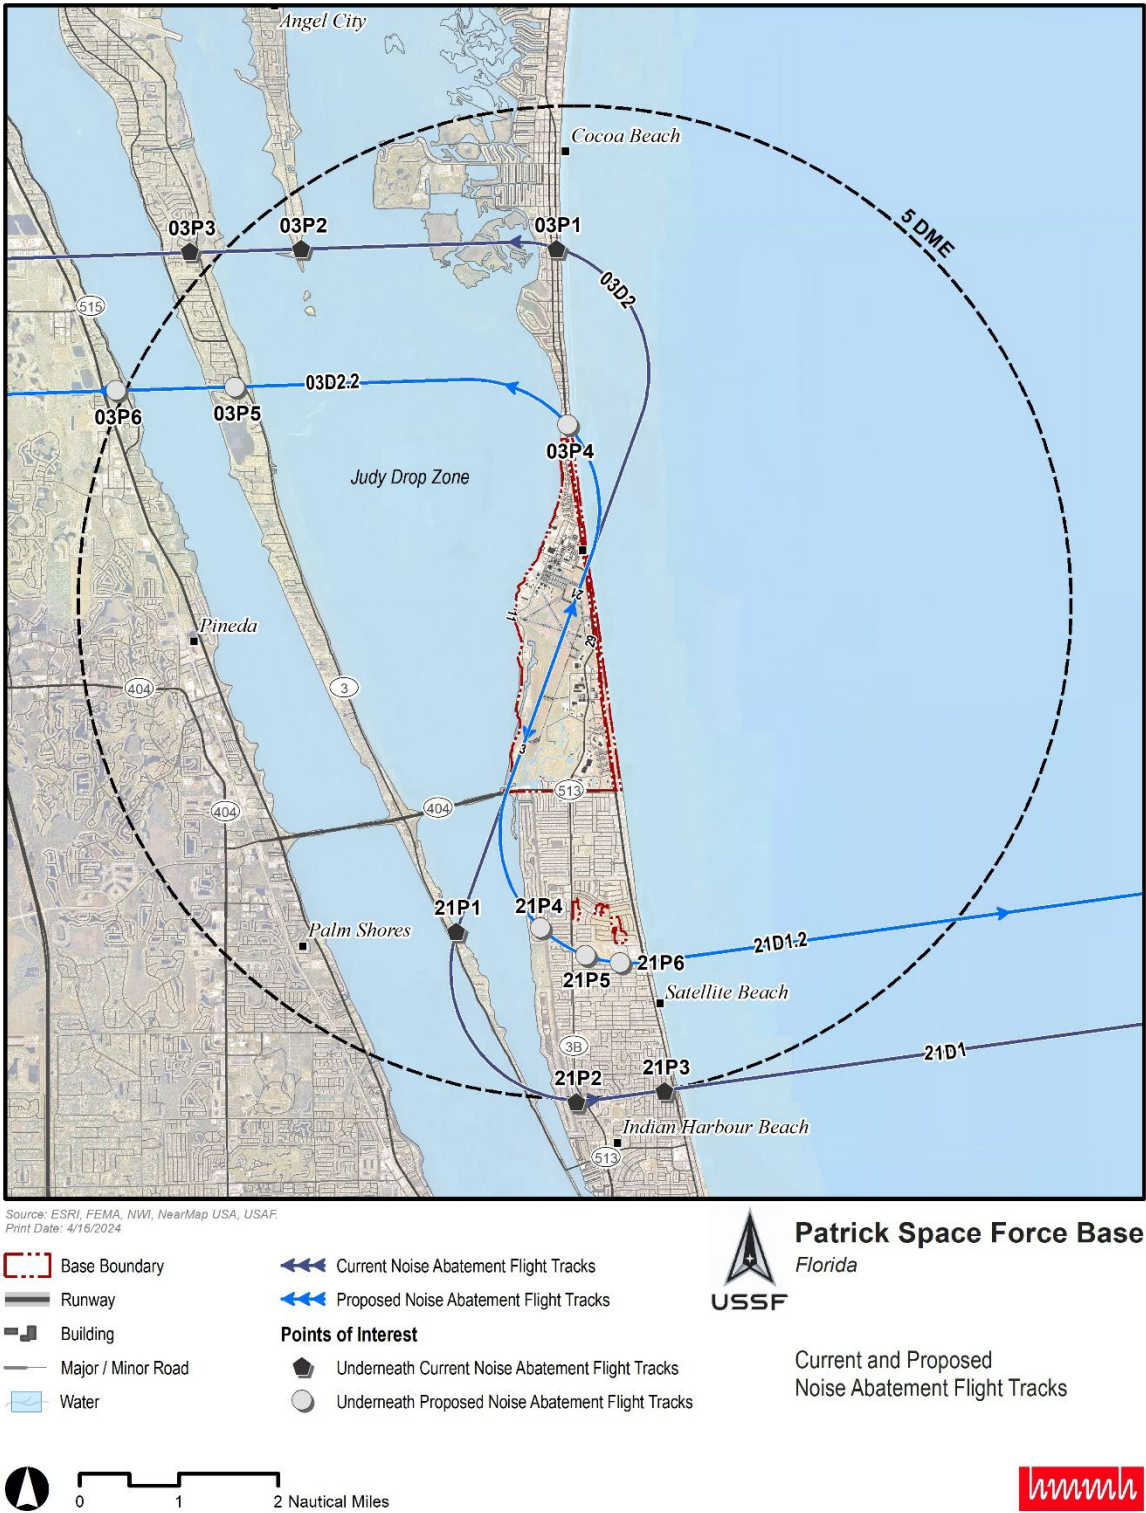 Angel City
Cocoa Beach
5 DME
03P3
03P2
03P1
03D2
515
03D2.2
03P6
03P5
03P4
Judy Drop Zone
21
11
29
Pineda
404
3
3
513
404
404
21P1
21P4
Palm Shores
21D1.2
21P5
21P6
Satellite Beach
3B
21D1
21P3
21P2
Indian Harbour Beach
513
Source: ESRI, FEMA, NWI, NearMap USA, USAF.
Print Date: 4/16/2024
Base Boundary
Runway
Building
Major / Minor Road
Water
Current Noise Abatement Flight Tracks
Proposed Noise Abatement Flight Tracks
Points of Interest
Underneath Current Noise Abatement Flight Tracks
Underneath Proposed Noise Abatement Flight Tracks
USSF
Patrick Space Force Base
Florida
Current and Proposed
Noise Abatement Flight Tracks
0 1 2 Nautical Miles
hmmh